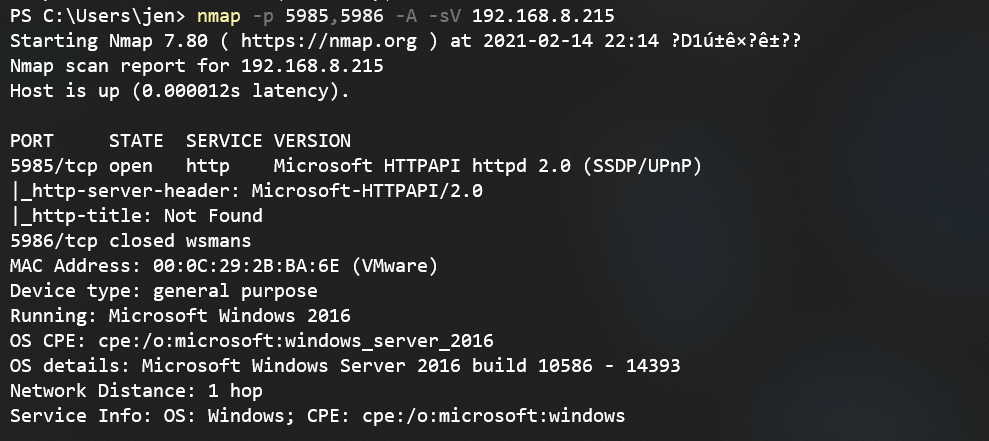 PS C:\Users\jen> nmap -p 5985,5986 -A -sV 192.168.8.215
Starting Nmap 7.80 ( https://nmap.org ) at 2021-02-14 22:14 ?D1ú±ê×?ê±??
Nmap scan report for 192.168.8.215
Host is up (0.000012s latency).
PORT     STATE  SERVICE VERSION
5985/tcp open   http    Microsoft HTTPAPI httpd 2.0 (SSDP/UPnP)
|_http-server-header: Microsoft-HTTPAPI/2.0
|_http-title: Not Found
5986/tcp closed wsmans
MAC Address: 00:0C:29:2B:BA:6E (VMware)
Device type: general purpose
Running: Microsoft Windows 2016
OS CPE: cpe:/o:microsoft:windows_server_2016
OS details: Microsoft Windows Server 2016 build 10586 - 14393
Network Distance: 1 hop
Service Info: OS: Windows; CPE: cpe:/o:microsoft:windows